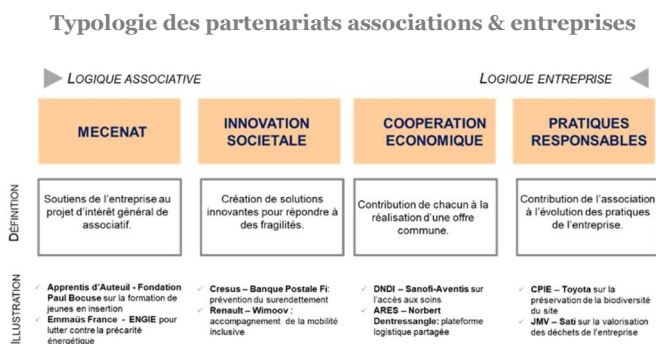 Typologie des partenariats associations & entreprises
LOGIQUE ASSOCIATIVE
LOGIQUE ENTREPRISE
MECENAT
INNOVATION
SOCIETALE
COOPERATION
ECONOMIQUE
PRATIQUES
RESPONSABLES
DÉFINITION
Soutiens de l'entreprise au
projet d'intérêt général de
associatif.
Création de solutions
innovantes pour répondre à
des fragilités.
Contribution de chacun à la
réalisation d'une offre
commune.
Contribution de l'association
à l'évolution des pratiques
de l'entreprise.
ILLUSTRATION
Apprentis d'Auteuil - Fondation
Paul Bocuse sur la formation de
jeunes en insertion
Emmaüs France - ENGIE pour
lutter contre la précarité
énergétique
Cresus – Banque Postale Fi:
prévention du surendettement
Renault – Wimoov :
accompagnement de la mobilité
inclusive
DNDI – Sanofi-Aventis sur
l'accès aux soins
ARES – Norbert
Dentressangle: plateforme
logistique partagée
CPIE – Toyota sur la
préservation de la biodiversité
du site
JMV – Sati sur la valorisation
des déchets de l'entreprise